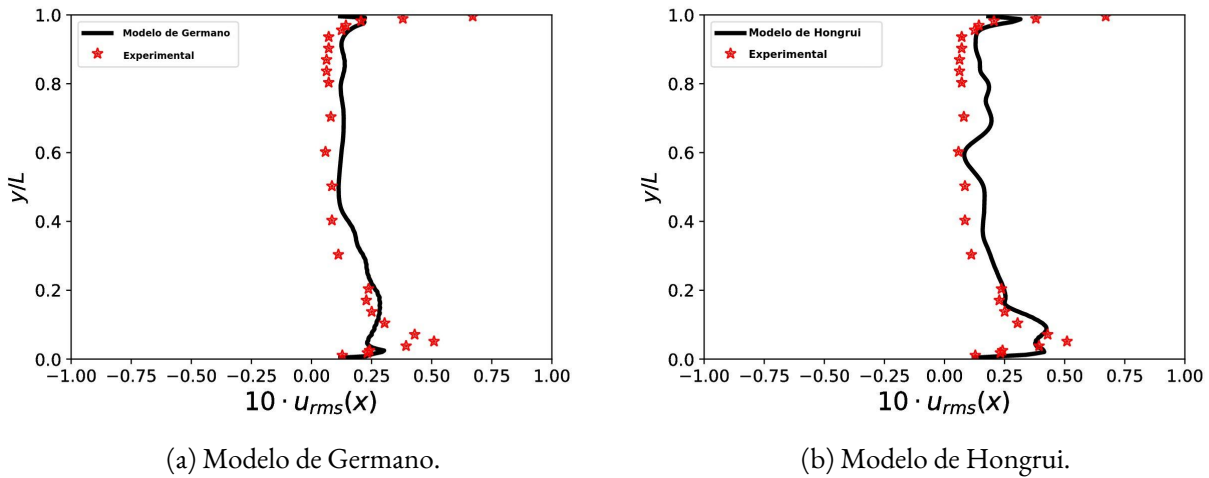 1.0
0.8
0.6
0.4
0.2
0.0
y/L
Modelo de Germano
Experimental
−1.00 −0.75 −0.50 −0.25 0.00 0.25 0.50 0.75 1.00
10 · u_rms(x)
(a) Modelo de Germano.
1.0
0.8
0.6
0.4
0.2
0.0
y/L
Modelo de Hongrui
Experimental
−1.00 −0.75 −0.50 −0.25 0.00 0.25 0.50 0.75 1.00
10 · u_rms(x)
(b) Modelo de Hongrui.